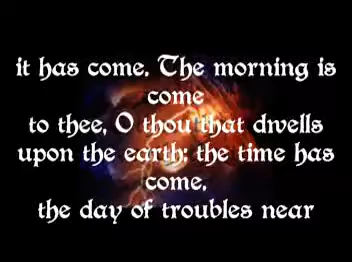 it has come. The morning is
come
to thee, O thou that dwells
upon the earth: the time has
come.
the day of troubles near